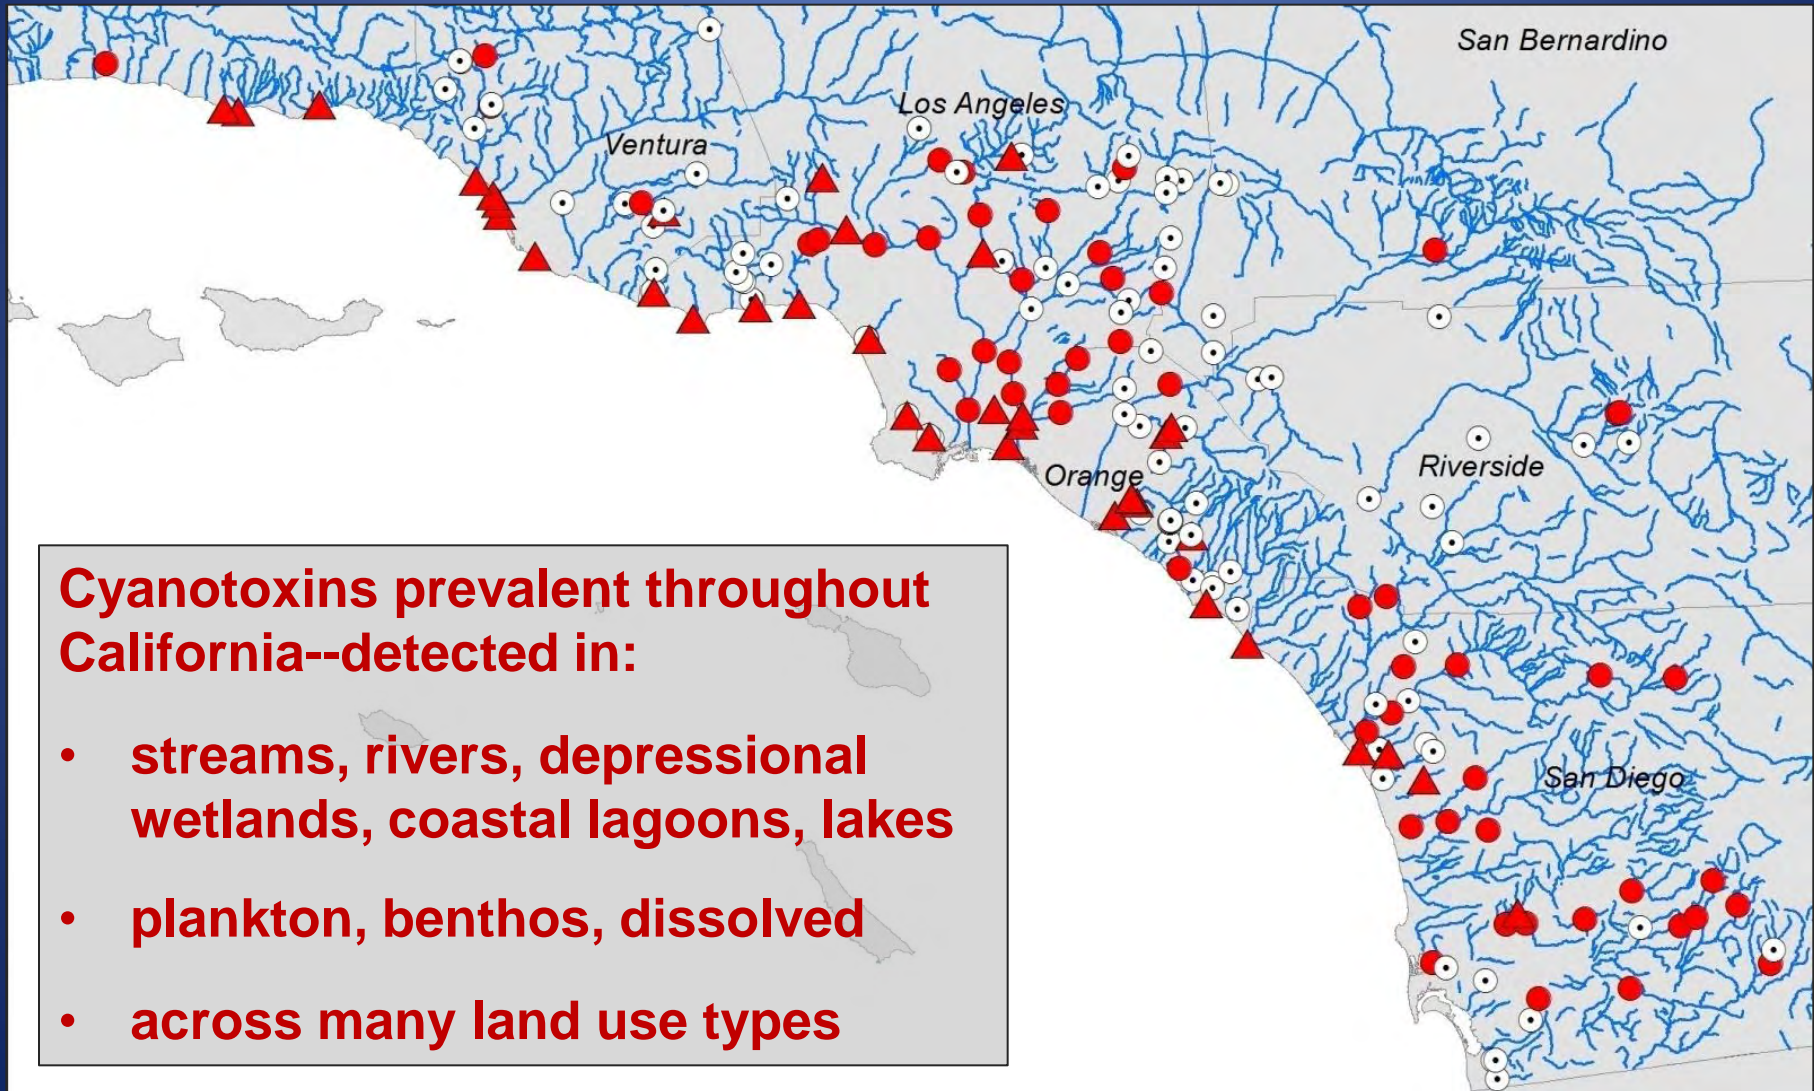 San Bernardino
Los Angeles
Ventura
Orange
Riverside
San Diego
Cyanotoxins prevalent throughout
California--detected in:
• streams, rivers, depressional
wetlands, coastal lagoons, lakes
• plankton, benthos, dissolved
• across many land use types